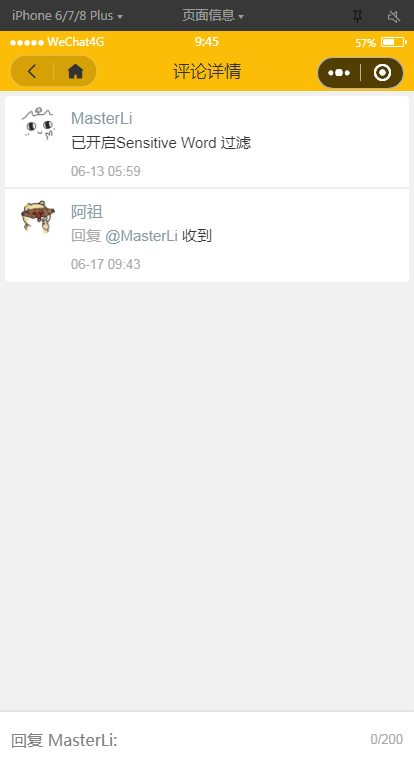 iPhone 6/7/8 Plus 页面信息
WeChat4G 9:45 57%
评论详情
MasterLi
已开启Sensitive Word 过滤
06-13 05:59
阿祖
回复 @MasterLi 收到
06-17 09:43
回复 MasterLi: 0/200